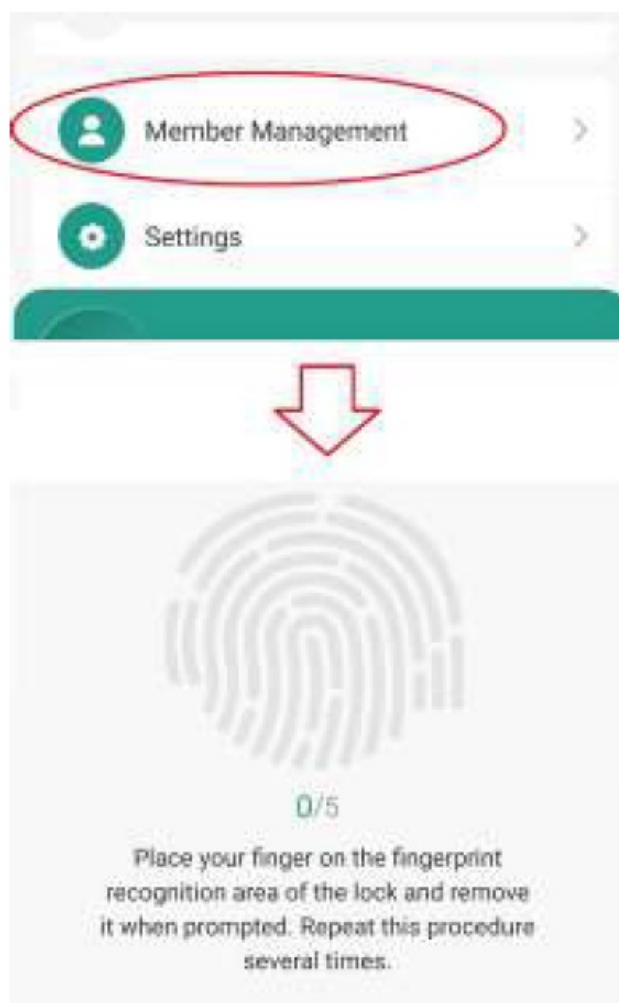 Member Management
Settings
0/5
Place your finger on the fingerprint
recognition area of the lock and remove
it when prompted. Repeat this procedure
several times.